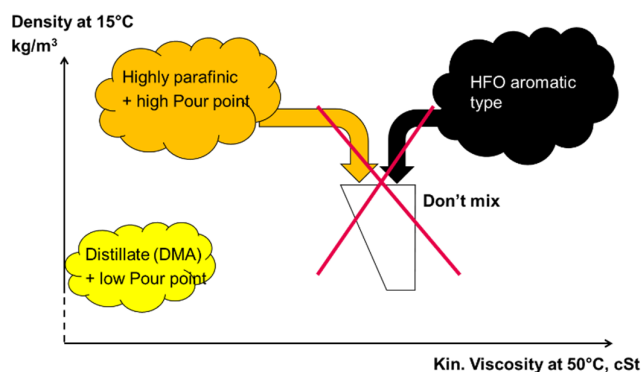 Density at 15°C
kg/m³
Highly parafinic
+ high Pour point
HFO aromatic
type
Don't mix
Distillate (DMA)
+ low Pour point
Kin. Viscosity at 50°C, cSt